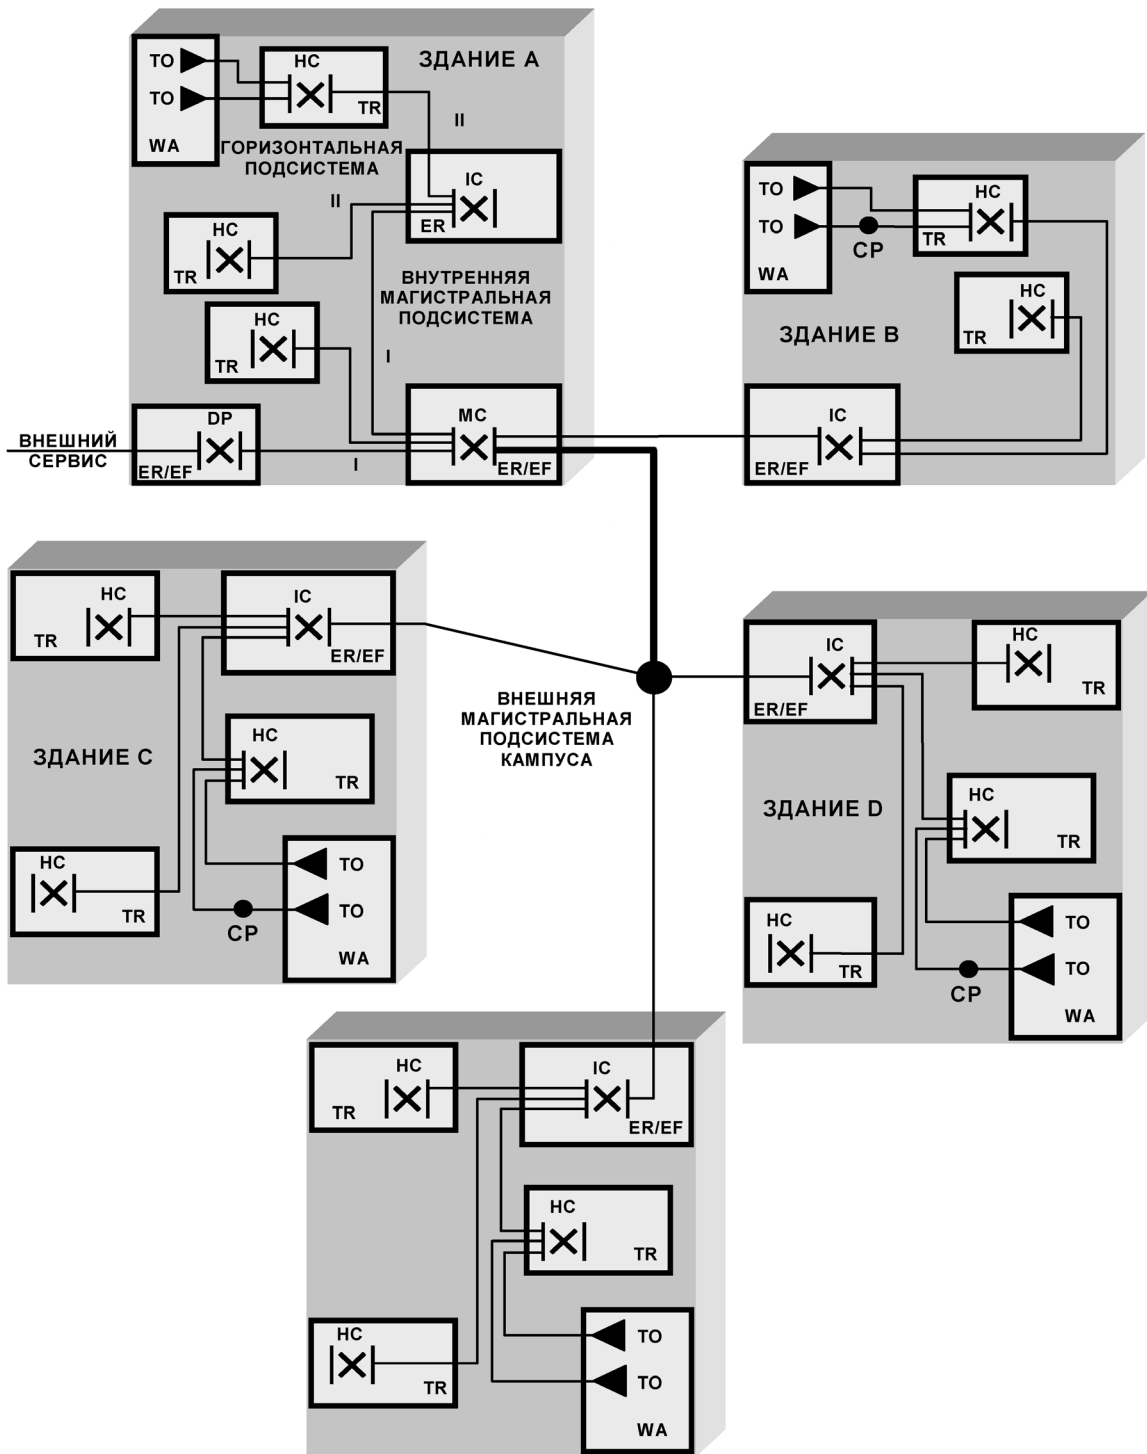 ЗДАНИЕ A
TO
TO
WA
HC
TR
II
ГОРИЗОНТАЛЬНАЯ
ПОДСИСТЕМА
IC
ER
II
HC
TR
ВНУТРЕННЯЯ
МАГИСТРАЛЬНАЯ
ПОДСИСТЕМА
HC
TR
I
ВНЕШНИЙ
СЕРВИС
DP
ER/EF
I
MC
ER/EF
TO
TO
WA
CP
HC
TR
HC
TR
ЗДАНИЕ B
IC
ER/EF
HC
TR
IC
ER/EF
ЗДАНИЕ C
HC
TR
HC
TR
TO
TO
CP
WA
ВНЕШНЯЯ
МАГИСТРАЛЬНАЯ
ПОДСИСТЕМА
КАМПУСА
IC
ER/EF
HC
TR
ЗДАНИЕ D
HC
TR
HC
TR
TO
TO
CP
WA
HC
TR
IC
ER/EF
HC
TR
HC
TR
TO
TO
WA